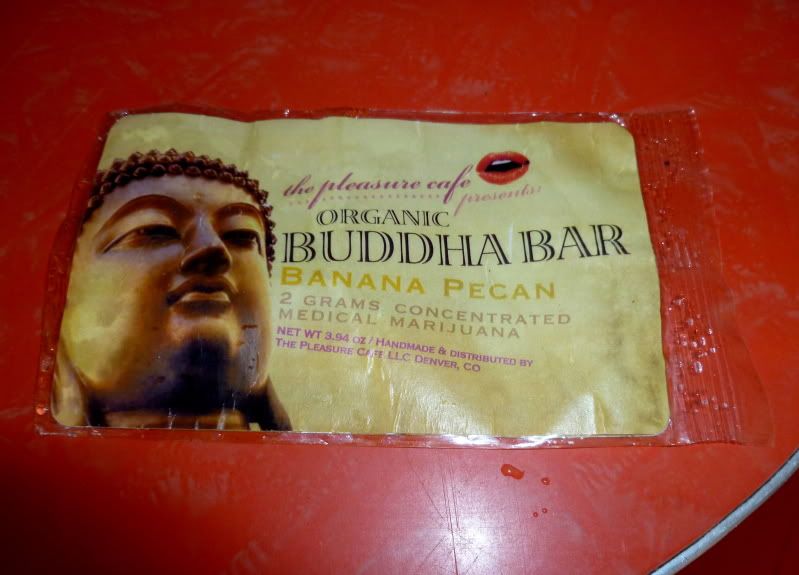 the pleasure cafe
presents:
ORGANIC
BUDDHA BAR
BANANA PECAN
2 GRAMS CONCENTRATED
MEDICAL MARIJUANA
NET WT 3.94 OZ / HANDMADE & DISTRIBUTED BY
THE PLEASURE CAFE LLC DENVER, CO